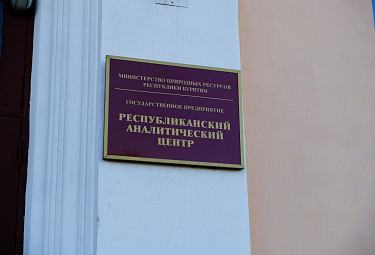 МИНИСТЕРСТВО ПРИРОДНЫХ РЕСУРСОВ
РЕСПУБЛИКИ БУРЯТИЯ
ГОСУДАРСТВЕННОЕ ПРЕДПРИЯТИЕ
РЕСПУБЛИКАНСКИЙ
АНАЛИТИЧЕСКИЙ
ЦЕНТР